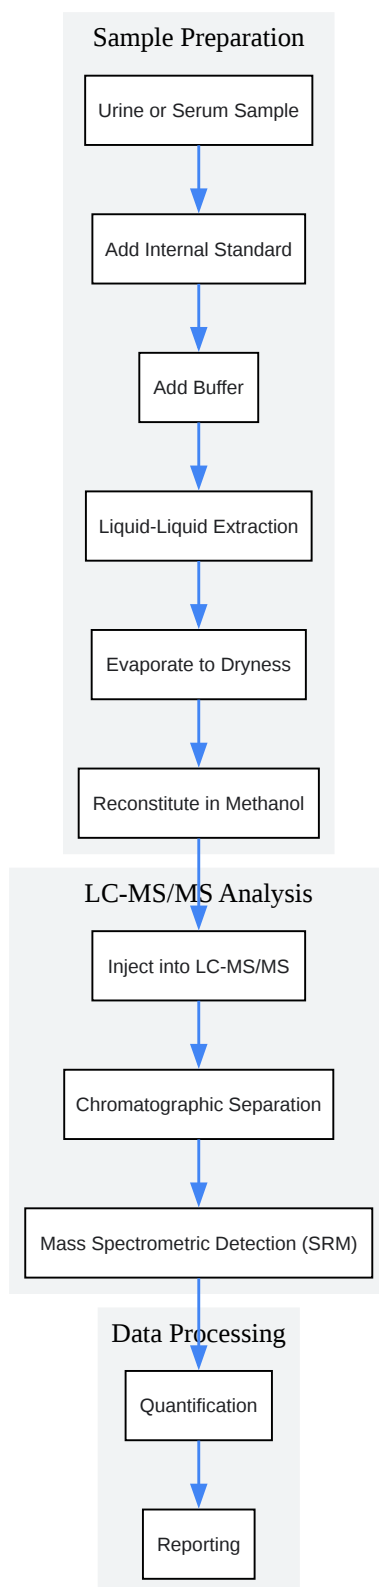 Sample Preparation
Urine or Serum Sample
Add Internal Standard
Add Buffer
Liquid-Liquid Extraction
Evaporate to Dryness
Reconstitute in Methanol
LC-MS/MS Analysis
Inject into LC-MS/MS
Chromatographic Separation
Mass Spectrometric Detection (SRM)
Data Processing
Quantification
Reporting